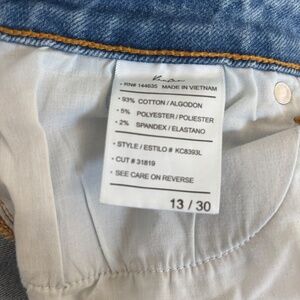 · RN# 144635 MADE IN VIETNAM
· 93% COTTON / ALGODON
· 5% POLYESTER / POLIESTER
· 2% SPANDEX / ELASTANO
· STYLE / ESTILO # KC8393L
· CUT # 31819
· SEE CARE ON REVERSE
13 / 30